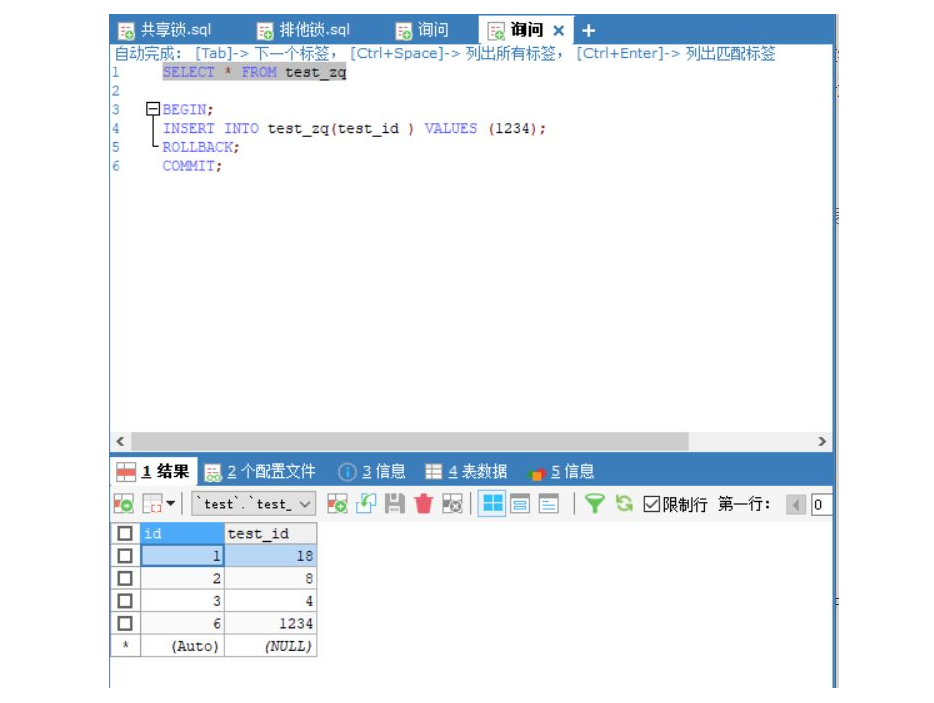 共享锁.sql 排他锁.sql 询问 询问 × +
自动完成： [Tab]-> 下一个标签， [Ctrl+Space]-> 列出所有标签， [Ctrl+Enter]-> 列出匹配标签
1 SELECT * FROM test_zq
2
3 BEGIN;
4 INSERT INTO test_zq(test_id ) VALUES (1234);
5 ROLLBACK;
6 COMMIT;
1 结果 2 个配置文件 3 信息 4 表数据 5 信息
`test`.`test_ 限制行 第一行： 0
id test_id
1 18
2 8
3 4
6 1234
* (Auto) (NULL)